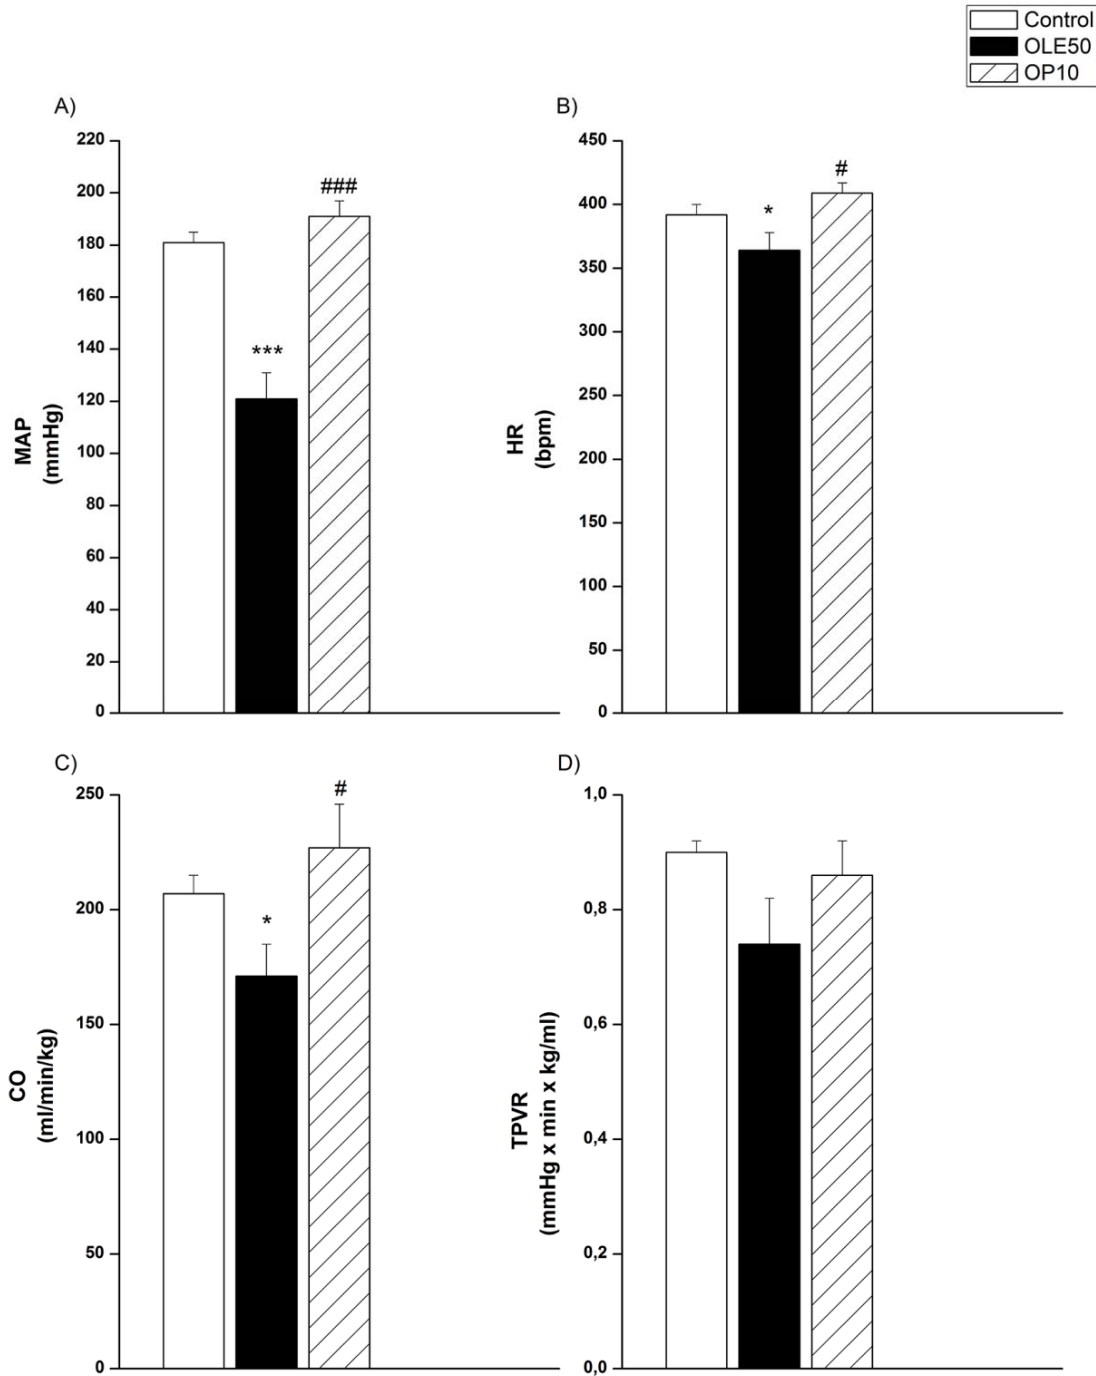 Control
OLE50
OP10
A)
220
200
180
160
140
120
100
80
60
40
20
0
MAP
(mmHg)
***
###
B)
450
400
350
300
250
200
150
100
50
0
HR
(bpm)
*
#
C)
250
200
150
100
50
0
CO
(ml/min/kg)
*
#
D)
1,0
0,8
0,6
0,4
0,2
0,0
TPVR
(mmHg x min x kg/ml)